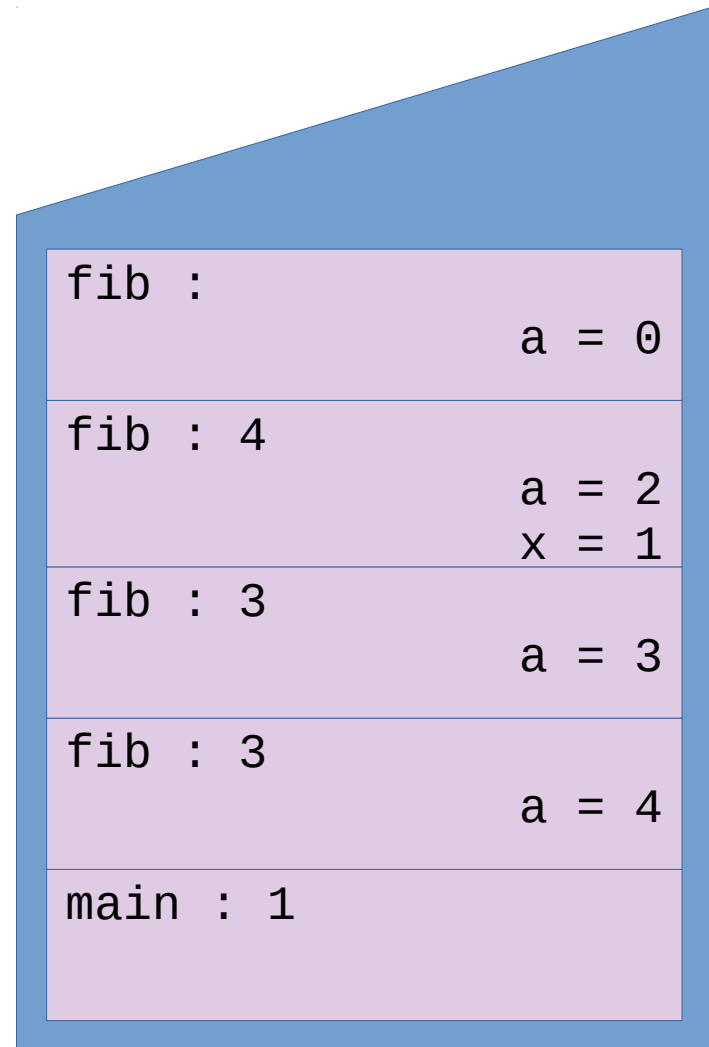 fib :
a = 0
fib : 4
a = 2
x = 1
fib : 3
a = 3
fib : 3
a = 4
main : 1